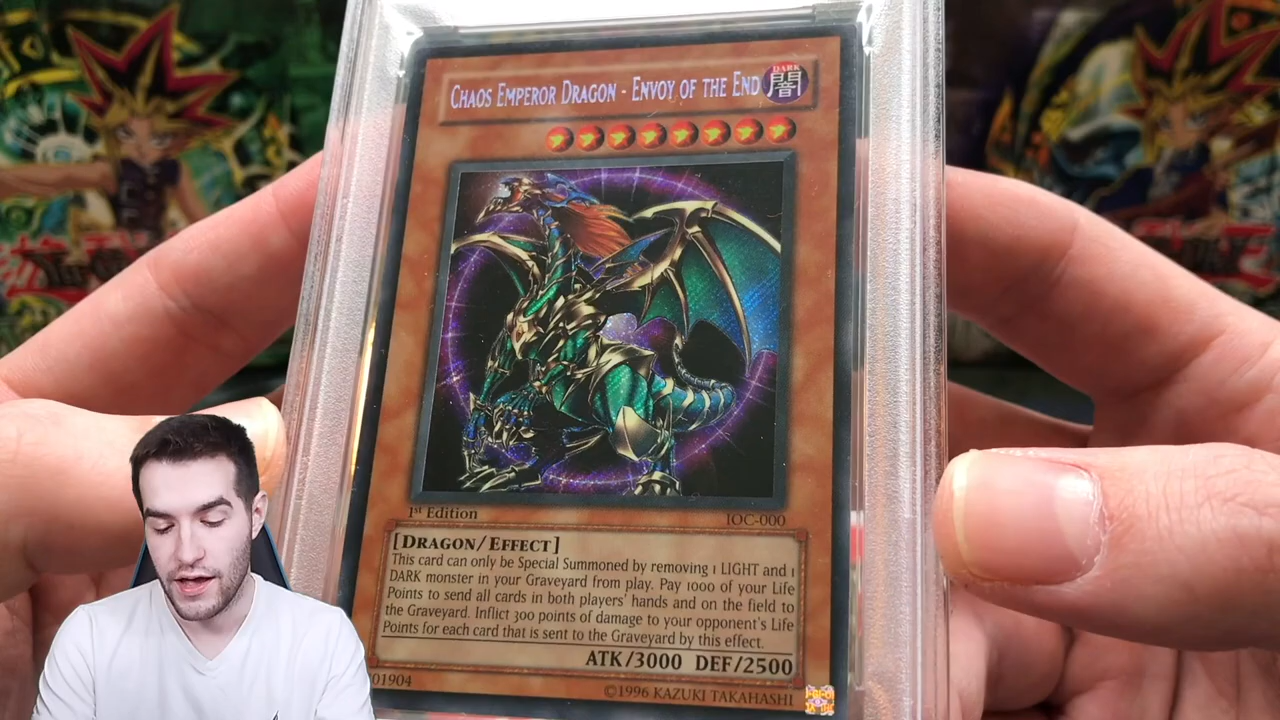 CHAOS EMPEROR DRAGON - ENVOY OF THE END
DARK
闇
1st Edition
IOC-000
[DRAGON/EFFECT]
This card can only be Special Summoned by removing 1 LIGHT and 1
DARK monster in your Graveyard from play. Pay 1000 of your Life
Points to send all cards in both players' hands and on the field to
the Graveyard. Inflict 300 points of damage to your opponent's Life
Points for each card that is sent to the Graveyard by this effect.
ATK/3000 DEF/2500
01904
©1996 KAZUKI TAKAHASHI